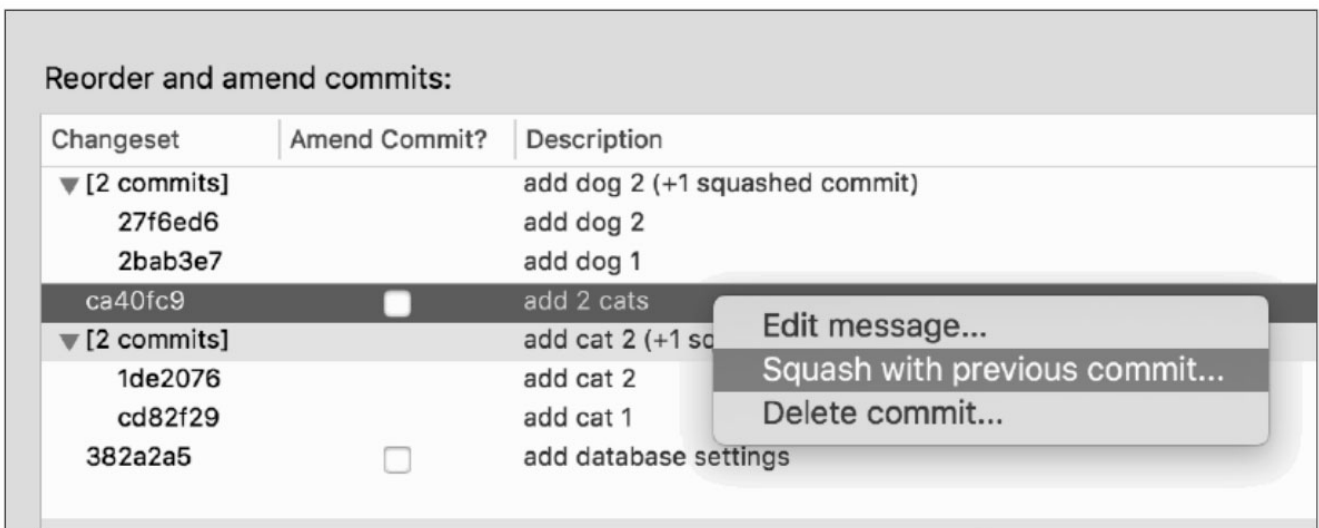 Reorder and amend commits:
Changeset Amend Commit? Description
[2 commits] add dog 2 (+1 squashed commit)
27f6ed6 add dog 2
2bab3e7 add dog 1
ca40fc9 add 2 cats
Edit message...
[2 commits] add cat 2 (+1 sq
Squash with previous commit...
1de2076 add cat 2
Delete commit...
cd82f29 add cat 1
382a2a5 add database settings